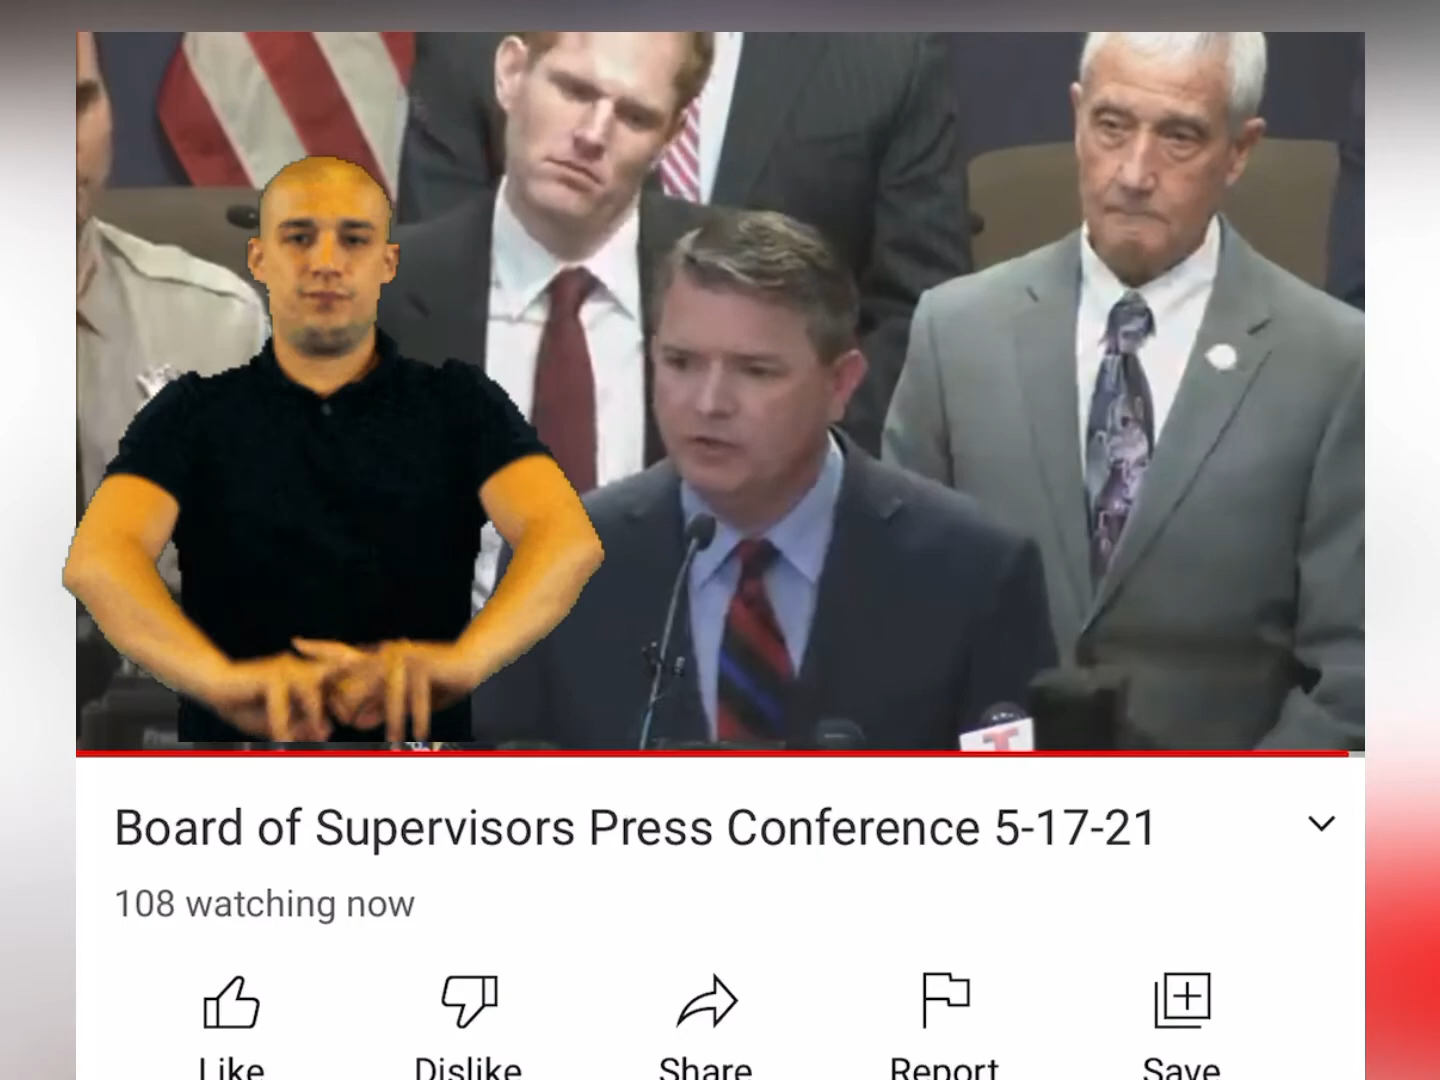 T
Board of Supervisors Press Conference 5-17-21
108 watching now
Like
Dislike
Share
Report
Save